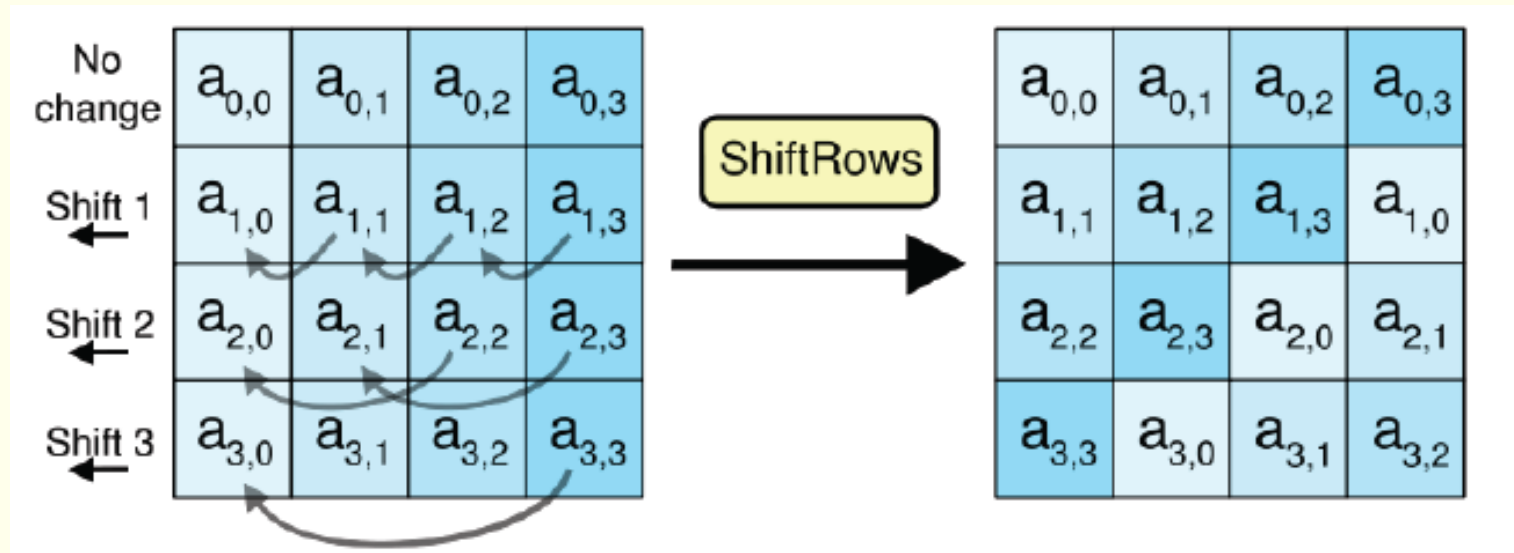 No
change
a0,0 a0,1 a0,2 a0,3
a0,0 a0,1 a0,2 a0,3
ShiftRows
Shift 1
a1,0 a1,1 a1,2 a1,3
a1,1 a1,2 a1,3 a1,0
Shift 2
a2,0 a2,1 a2,2 a2,3
a2,2 a2,3 a2,0 a2,1
Shift 3
a3,0 a3,1 a3,2 a3,3
a3,3 a3,0 a3,1 a3,2